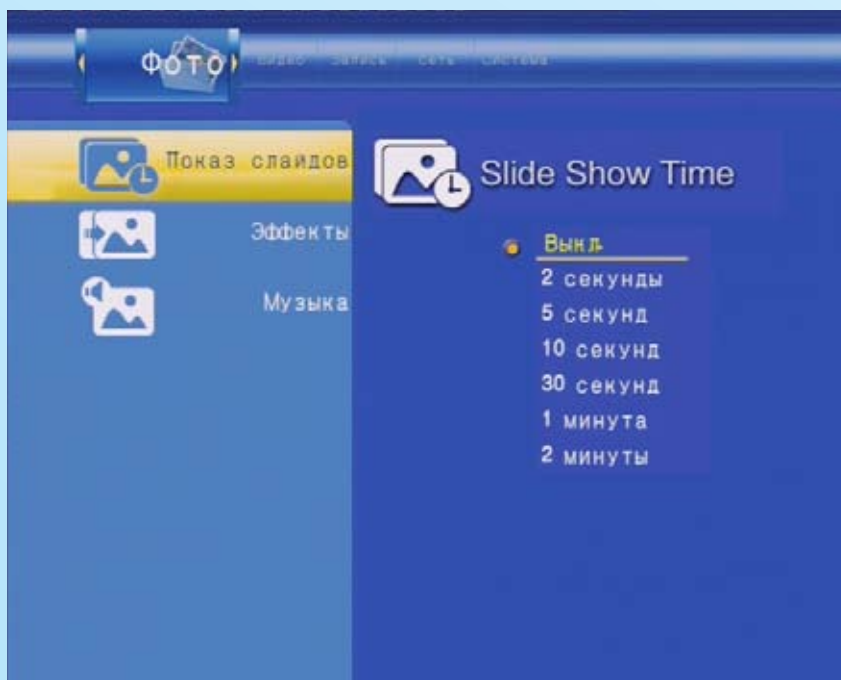 Фото Видео Запись Сеть Система
Показ слайдов
Эффекты
Музыка
Slide Show Time
Выкл.
2 секунды
5 секунд
10 секунд
30 секунд
1 минута
2 минуты